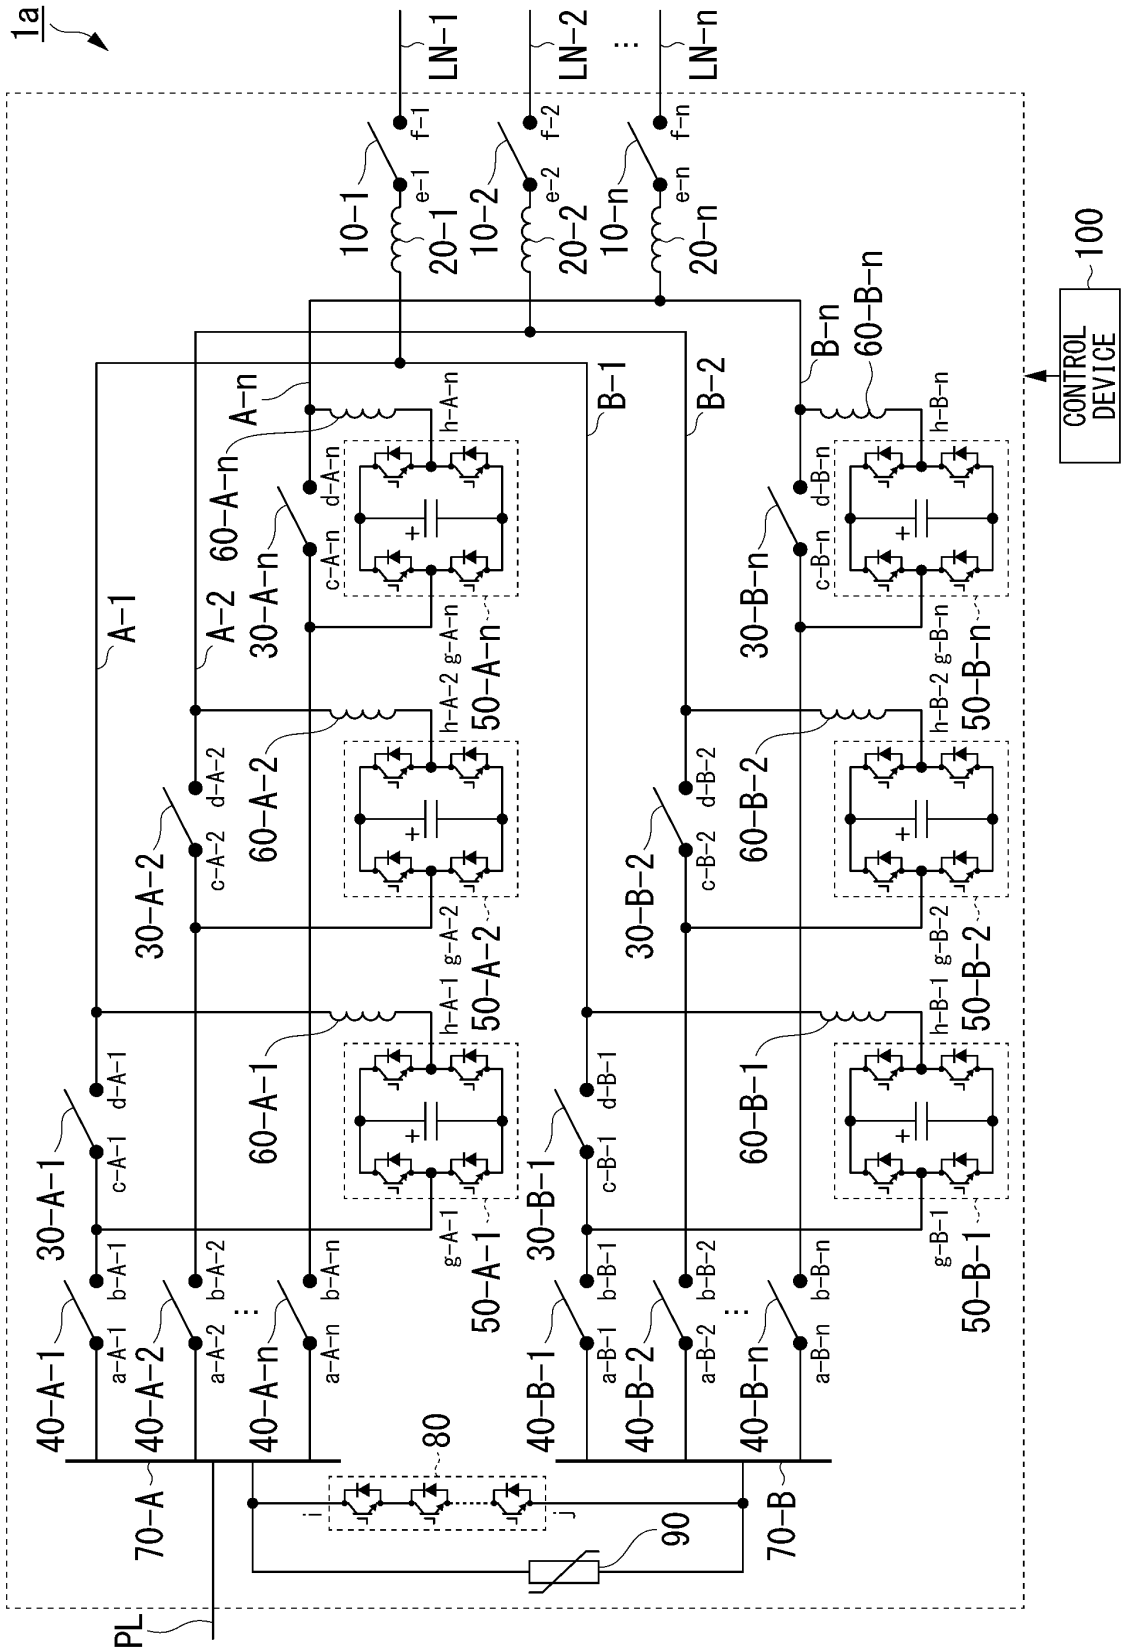 1a
LN-1
LN-2
...
LN-n
f-1
f-2
f-n
10-1
e-1
10-2
e-2
10-n
e-n
20-1
20-2
20-n
100
CONTROL
DEVICE
A-n
60-A-n
B-1
B-2
B-n
60-B-n
h-A-n
h-B-n
d-A-n
d-B-n
30-A-n
c-A-n
30-B-n
c-B-n
+
+
A-1
A-2
g-A-n
50-A-n
g-B-n
50-B-n
h-A-2
h-B-2
d-A-2
60-A-2
d-B-2
60-B-2
30-A-2
c-A-2
30-B-2
c-B-2
+
+
g-A-2
50-A-2
g-B-2
50-B-2
h-A-1
h-B-1
d-A-1
60-A-1
d-B-1
60-B-1
30-A-1
c-A-1
30-B-1
c-B-1
+
+
g-A-1
50-A-1
g-B-1
50-B-1
b-A-1
b-A-2
b-A-n
b-B-1
b-B-2
b-B-n
...
...
40-A-1
a-A-1
40-A-2
a-A-2
40-A-n
a-A-n
40-B-1
a-B-1
40-B-2
a-B-2
40-B-n
a-B-n
80
70-A
i
j
70-B
90
PL